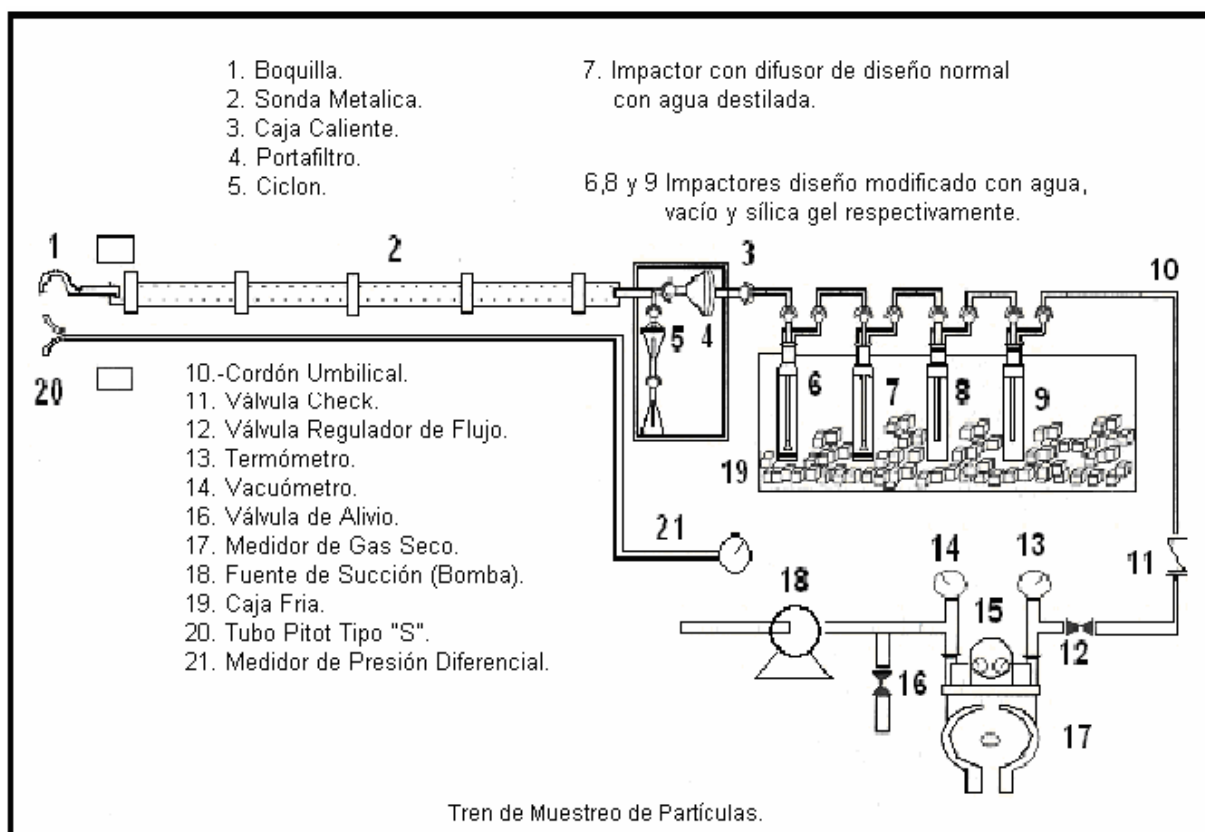 1. Boquilla.
2. Sonda Metalica.
3. Caja Caliente.
4. Portafiltro.
5. Ciclon.
7. Impactor con difusor de diseño normal
con agua destilada.
6,8 y 9 Impactores diseño modificado con agua,
vacío y sílica gel respectivamente.
1
2
3
10
5
4
6
7
8
9
20
19
10.-Cordón Umbilical.
11. Válvula Check.
12. Válvula Regulador de Flujo.
13. Termómetro.
14. Vacuómetro.
16. Válvula de Alivio.
17. Medidor de Gas Seco.
18. Fuente de Succión (Bomba).
19. Caja Fria.
20. Tubo Pitot Tipo "S".
21. Medidor de Presión Diferencial.
21
14
13
11
18
15
12
16
17
Tren de Muestreo de Partículas.